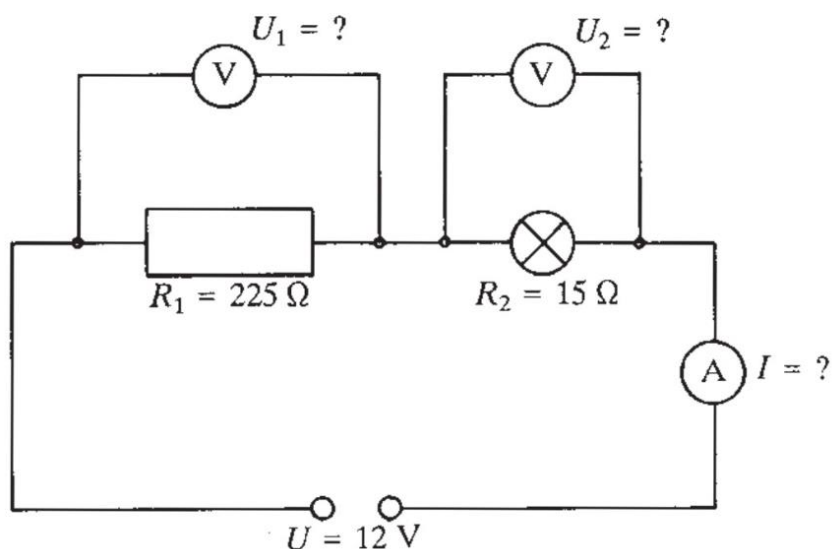 U₁ = ?
U₂ = ?
V
V
R₁ = 225 Ω
R₂ = 15 Ω
A
I = ?
U = 12 V